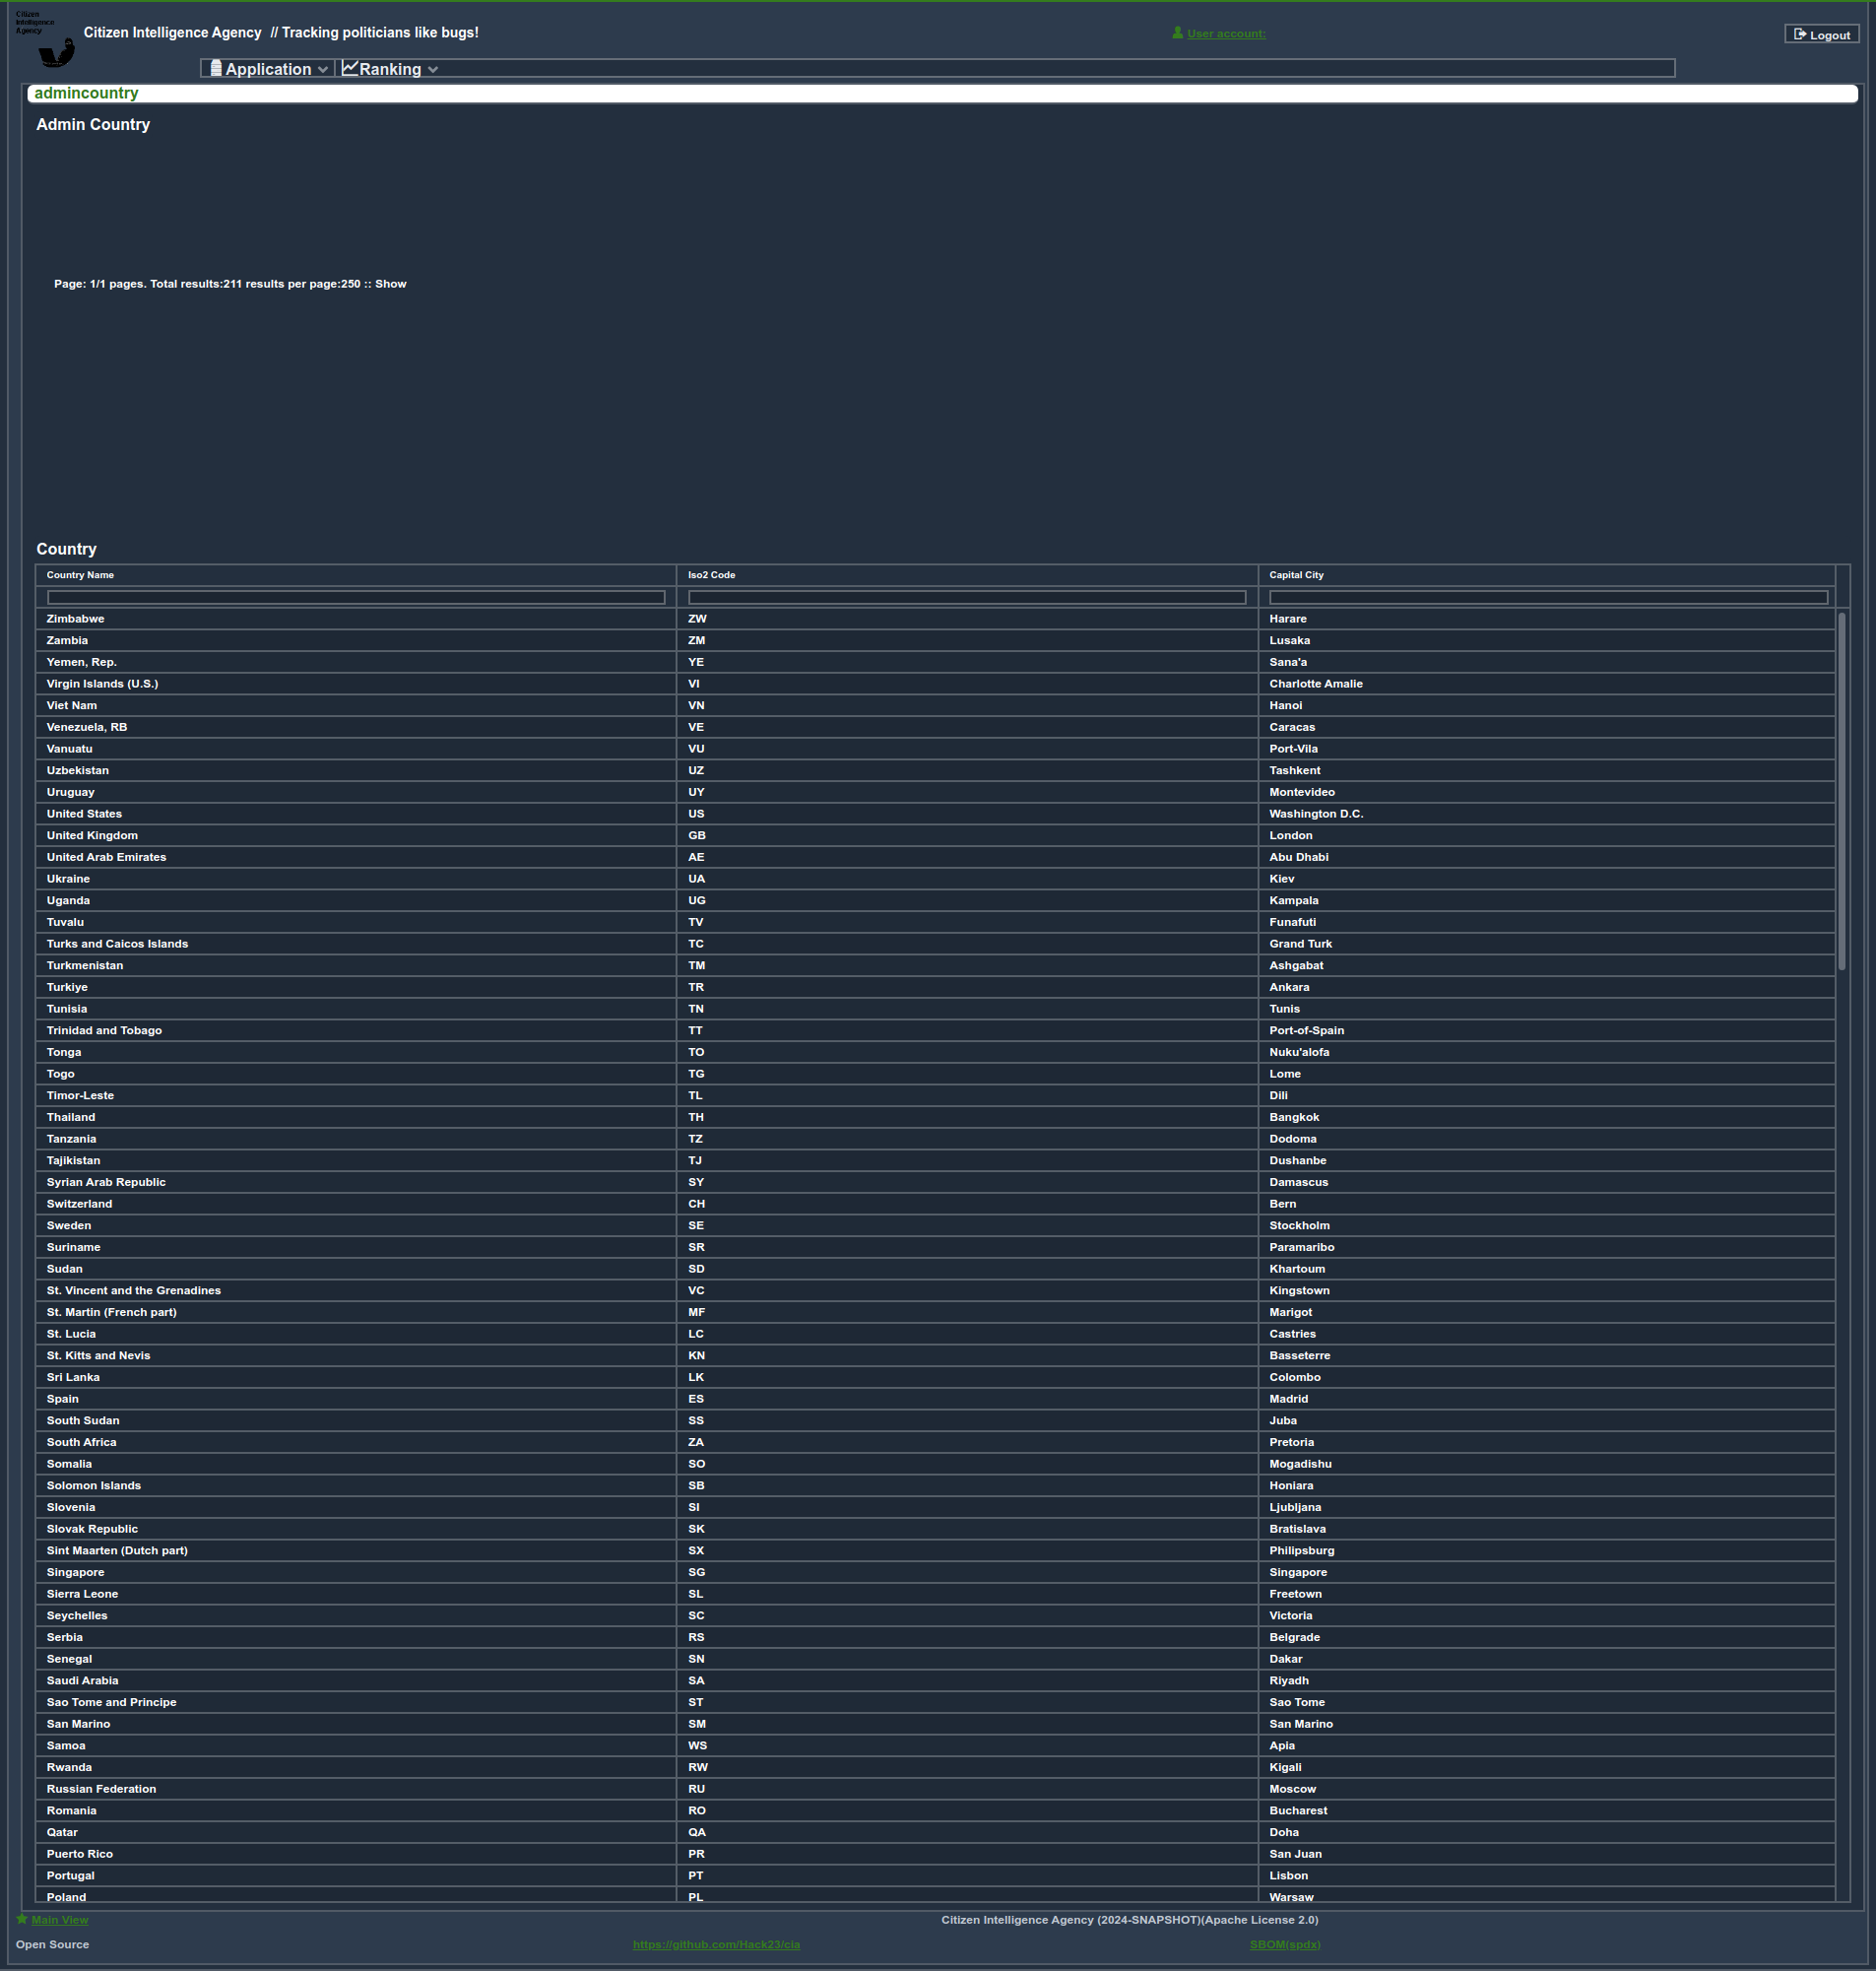 Citizen
Intelligence
Agency
Citizen Intelligence Agency // Tracking politicians like bugs!
User account:
Logout
Application
Ranking
admincountry
Admin Country
Page: 1/1 pages. Total results:211 results per page:250 :: Show
Country
Country Name Iso2 Code Capital City
Zimbabwe ZW Harare
Zambia ZM Lusaka
Yemen, Rep. YE Sana'a
Virgin Islands (U.S.) VI Charlotte Amalie
Viet Nam VN Hanoi
Venezuela, RB VE Caracas
Vanuatu VU Port-Vila
Uzbekistan UZ Tashkent
Uruguay UY Montevideo
United States US Washington D.C.
United Kingdom GB London
United Arab Emirates AE Abu Dhabi
Ukraine UA Kiev
Uganda UG Kampala
Tuvalu TV Funafuti
Turks and Caicos Islands TC Grand Turk
Turkmenistan TM Ashgabat
Turkiye TR Ankara
Tunisia TN Tunis
Trinidad and Tobago TT Port-of-Spain
Tonga TO Nuku'alofa
Togo TG Lome
Timor-Leste TL Dili
Thailand TH Bangkok
Tanzania TZ Dodoma
Tajikistan TJ Dushanbe
Syrian Arab Republic SY Damascus
Switzerland CH Bern
Sweden SE Stockholm
Suriname SR Paramaribo
Sudan SD Khartoum
St. Vincent and the Grenadines VC Kingstown
St. Martin (French part) MF Marigot
St. Lucia LC Castries
St. Kitts and Nevis KN Basseterre
Sri Lanka LK Colombo
Spain ES Madrid
South Sudan SS Juba
South Africa ZA Pretoria
Somalia SO Mogadishu
Solomon Islands SB Honiara
Slovenia SI Ljubljana
Slovak Republic SK Bratislava
Sint Maarten (Dutch part) SX Philipsburg
Singapore SG Singapore
Sierra Leone SL Freetown
Seychelles SC Victoria
Serbia RS Belgrade
Senegal SN Dakar
Saudi Arabia SA Riyadh
Sao Tome and Principe ST Sao Tome
San Marino SM San Marino
Samoa WS Apia
Rwanda RW Kigali
Russian Federation RU Moscow
Romania RO Bucharest
Qatar QA Doha
Puerto Rico PR San Juan
Portugal PT Lisbon
Poland PL Warsaw
Main View Citizen Intelligence Agency (2024-SNAPSHOT)(Apache License 2.0)
Open Source https://github.com/Hack23/cia SBOM(spdx)